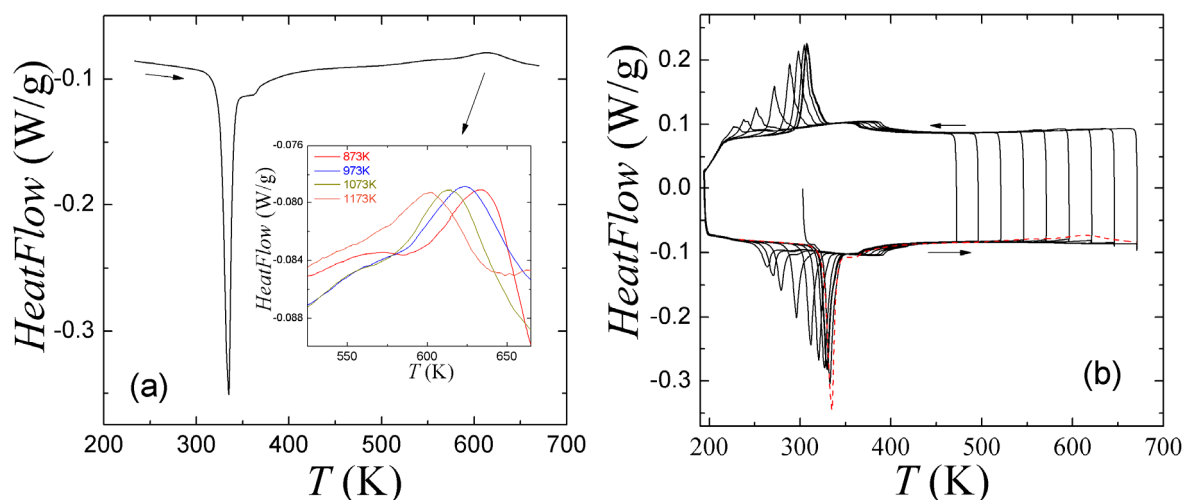 HeatFlow (W/g)
-0.1
-0.2
-0.3
200 300 400 500 600 700
T (K)
(a)
HeatFlow (W/g)
-0.076
-0.080
-0.084
-0.088
550 600 650
T (K)
873K
973K
1073K
1173K
HeatFlow (W/g)
0.2
0.1
0.0
-0.1
-0.2
-0.3
200 300 400 500 600 700
T (K)
(b)